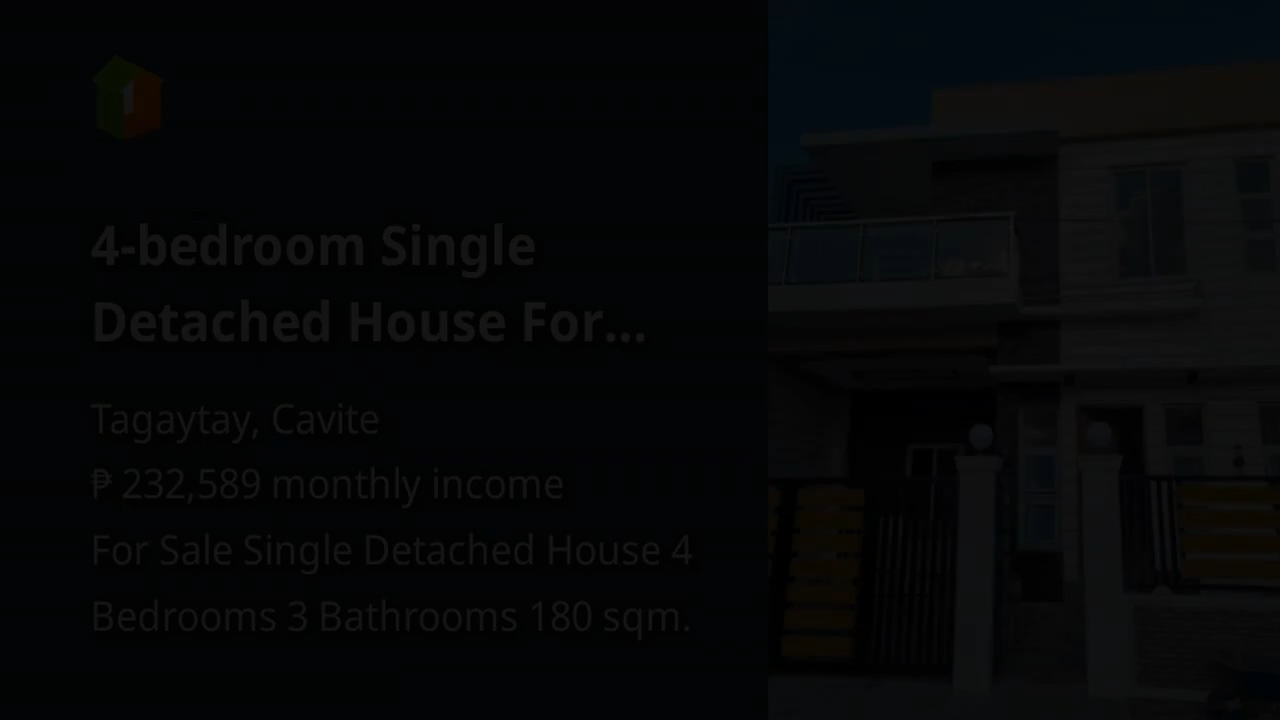 4-bedroom Single
Detached House For...
Tagaytay, Cavite
₱ 232,589 monthly income
For Sale Single Detached House 4
Bedrooms 3 Bathrooms 180 sqm.